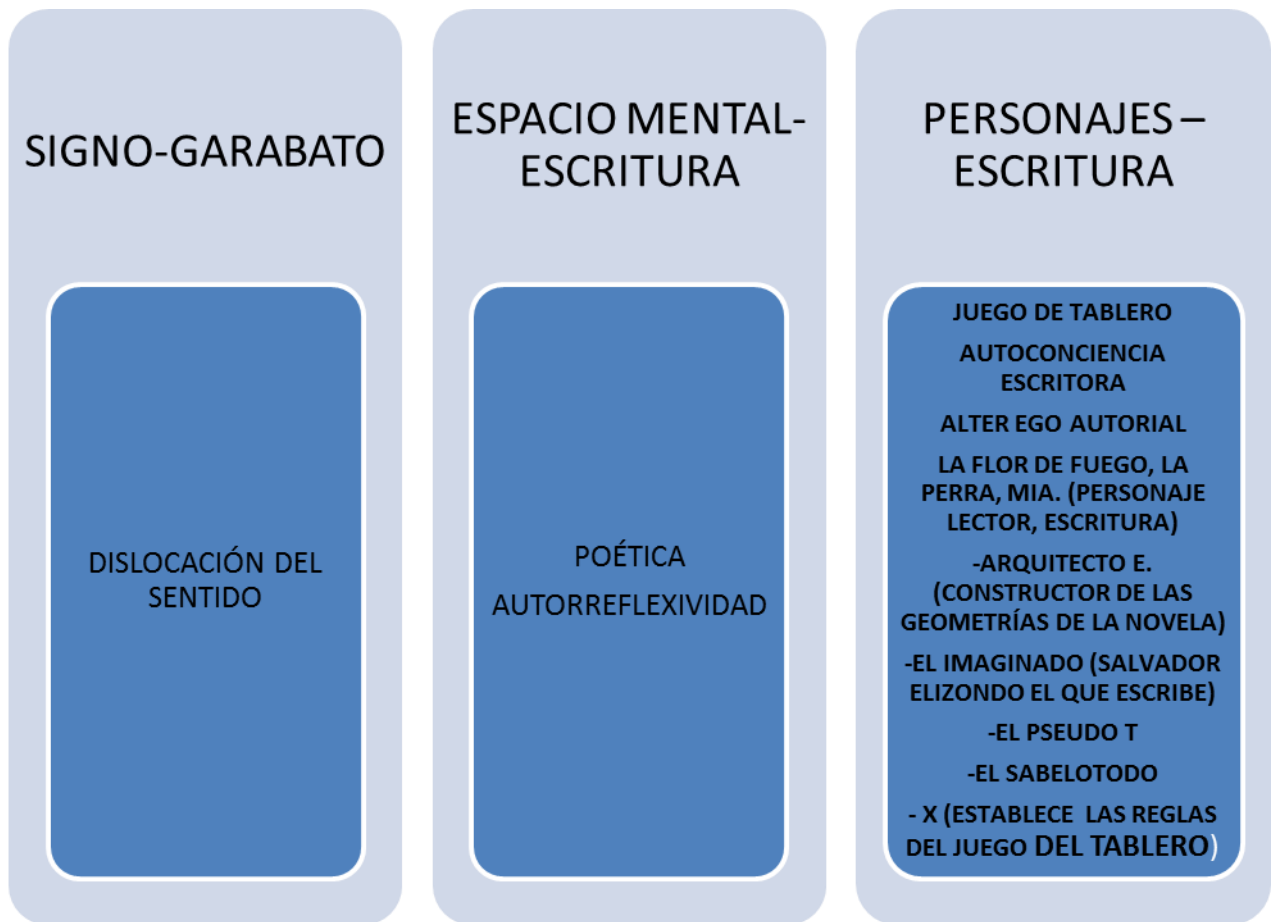 SIGNO-GARABATO
DISLOCACIÓN DEL
SENTIDO
ESPACIO MENTAL-
ESCRITURA
POÉTICA
AUTORREFLEXIVIDAD
PERSONAJES –
ESCRITURA
JUEGO DE TABLERO
AUTOCONCIENCIA
ESCRITORA
ALTER EGO AUTORIAL
LA FLOR DE FUEGO, LA
PERRA, MIA. (PERSONAJE
LECTOR, ESCRITURA)
-ARQUITECTO E.
(CONSTRUCTOR DE LAS
GEOMETRÍAS DE LA NOVELA)
-EL IMAGINADO (SALVADOR
ELIZONDO EL QUE ESCRIBE)
-EL PSEUDO T
-EL SABELOTODO
- X (ESTABLECE LAS REGLAS
DEL JUEGO DEL TABLERO)